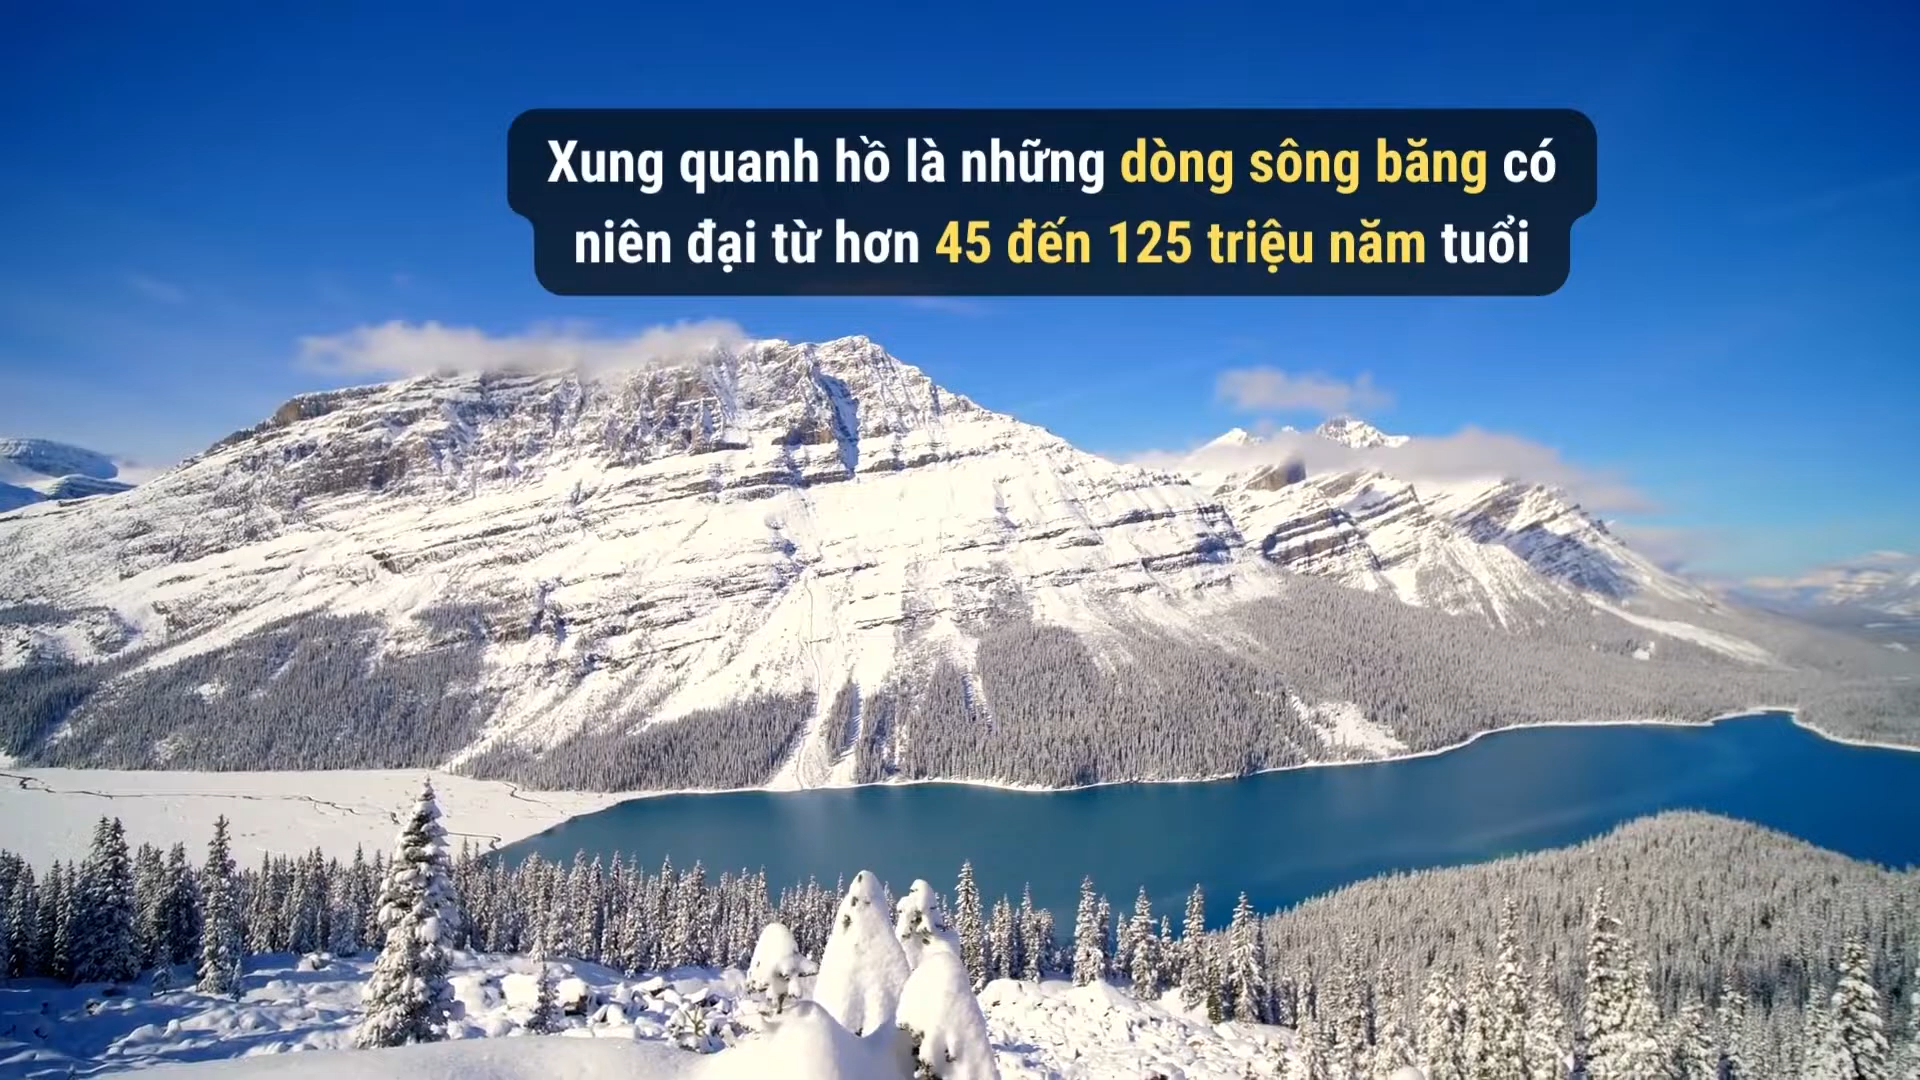 Xung quanh hồ là những dòng sông băng có
niên đại từ hơn 45 đến 125 triệu năm tuổi